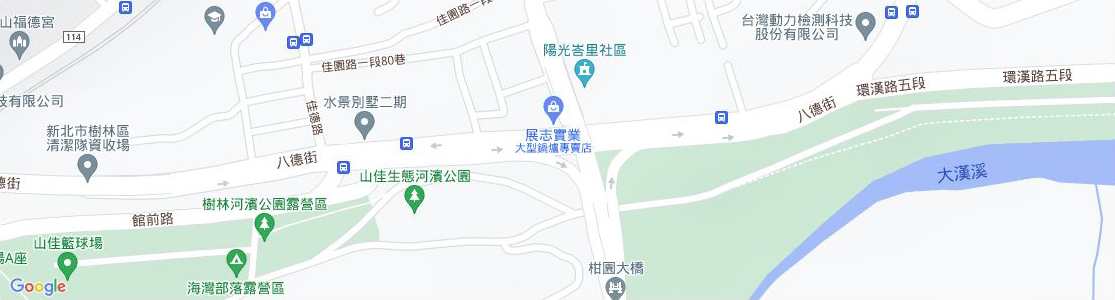 山福德宮
114
佳園路一段
佳園路一段80巷
陽光峇里社區
台灣動力檢測科技
股份有限公司
環漢路五段
環漢路五段
技有限公司
水景別墅二期
佳德路
八德街
新北市樹林區
清潔隊資收場
展志實業
大型鍋爐專賣店
八德街
德街
山佳生態河濱公園
大漢溪
樹林河濱公園露營區
館前路
山佳籃球場
場A座
柑園大橋
海灣部落露營區
Google